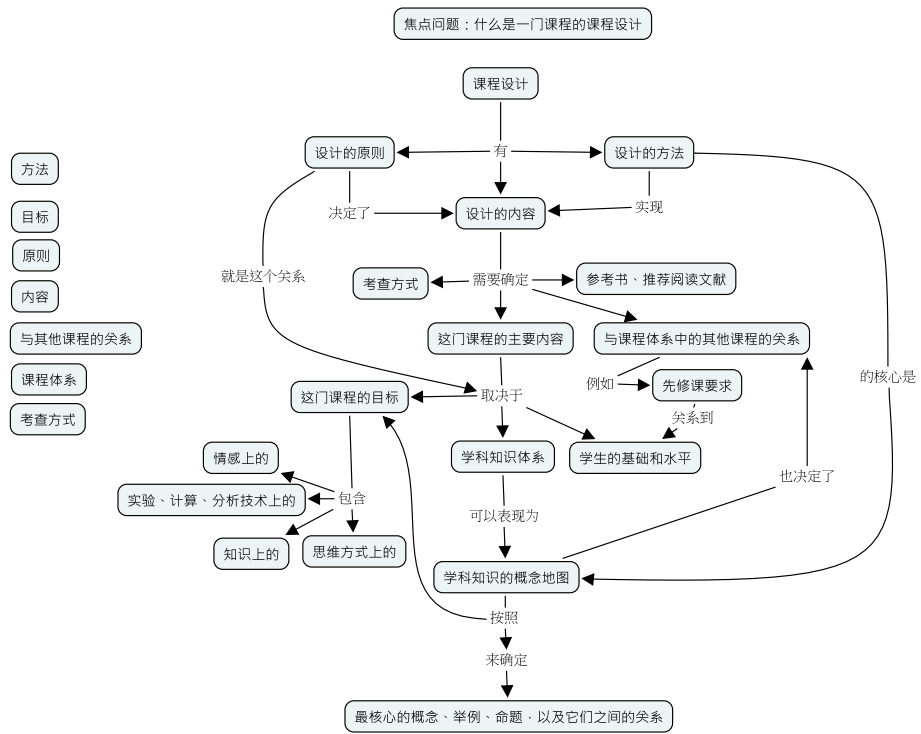 焦点问题：什么是一门课程的课程设计
课程设计
设计的原则
有
设计的方法
方法
决定了
设计的内容
实现
目标
原则
就是这个关系
考查方式
需要确定
参考书、推荐阅读文献
内容
与其他课程的关系
这门课程的主要内容
与课程体系中的其他课程的关系
课程体系
例如
先修课要求
的核心是
考查方式
这门课程的目标
取决于
关系到
情感上的
学科知识体系
学生的基础和水平
也决定了
实验、计算、分析技术上的
包含
可以表现为
知识上的
思维方式上的
学科知识的概念地图
按照
来确定
最核心的概念、举例、命题，以及它们之间的关系